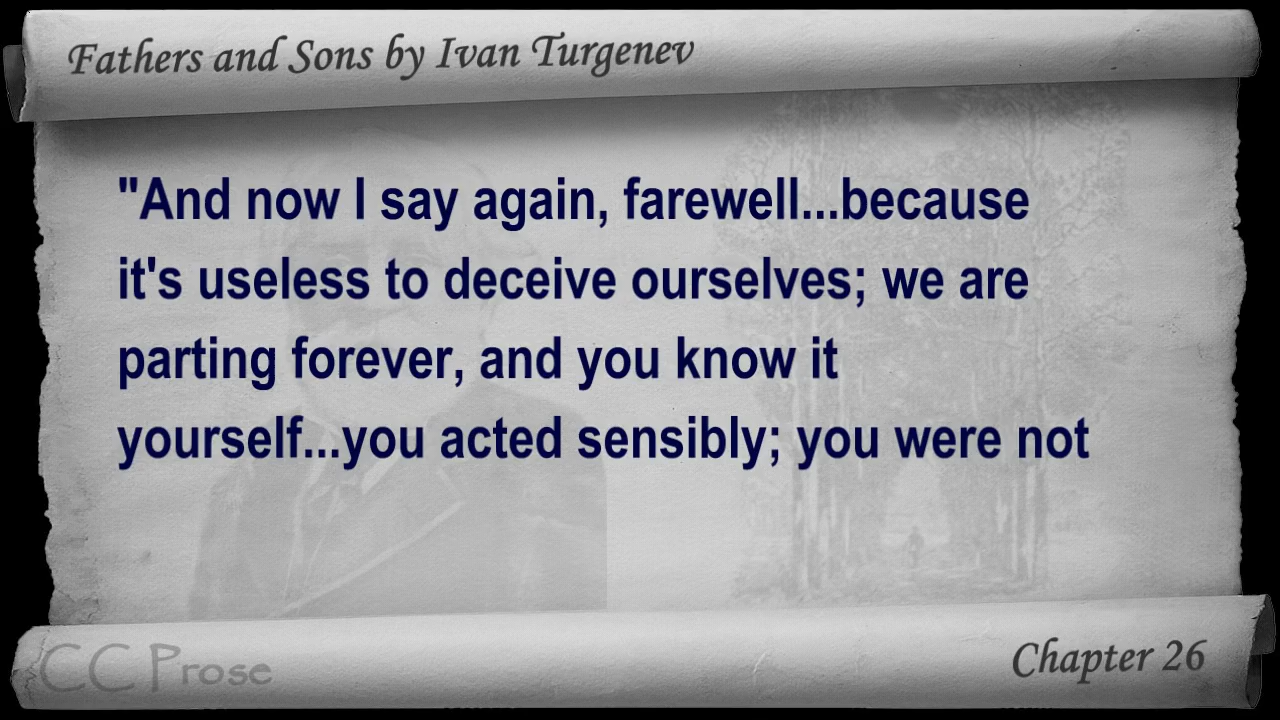 Fathers and Sons by Ivan Turgenev
"And now I say again, farewell...because
it's useless to deceive ourselves; we are
parting forever, and you know it
yourself...you acted sensibly; you were not
CC Prose
Chapter 26